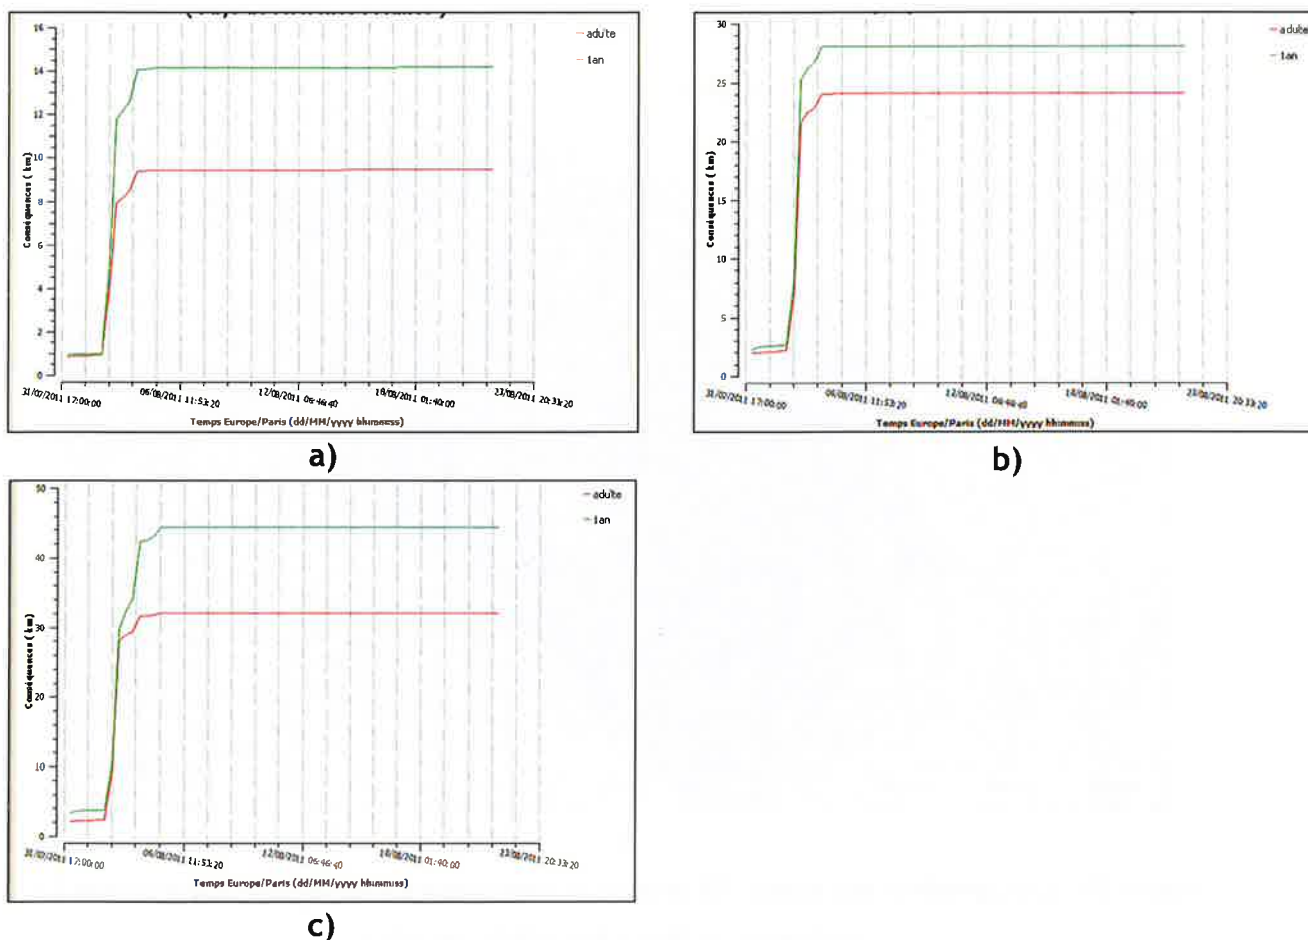 16
14
12
10
8
6
4
2
0
Conséquences ( km)
adulte
1an
31/07/2011 17:00:00
06/08/2011 11:53:20
12/08/2011 06:46:40
18/08/2011 01:40:00
23/08/2011 20:33:20
Temps Europe/Paris (dd/MM/yyyy hh:mm:ss)
a)
30
25
20
15
10
5
0
Conséquences ( km)
adulte
1an
31/07/2011 17:00:00
06/08/2011 11:53:20
12/08/2011 06:46:40
18/08/2011 01:40:00
23/08/2011 20:33:20
Temps Europe/Paris (dd/MM/yyyy hh:mm:ss)
b)
50
40
30
20
10
0
Conséquences ( km)
adulte
1an
31/07/2011 17:00:00
06/08/2011 11:53:20
12/08/2011 06:46:40
18/08/2011 01:40:00
23/08/2011 20:33:20
Temps Europe/Paris (dd/MM/yyyy hh:mm:ss)
c)